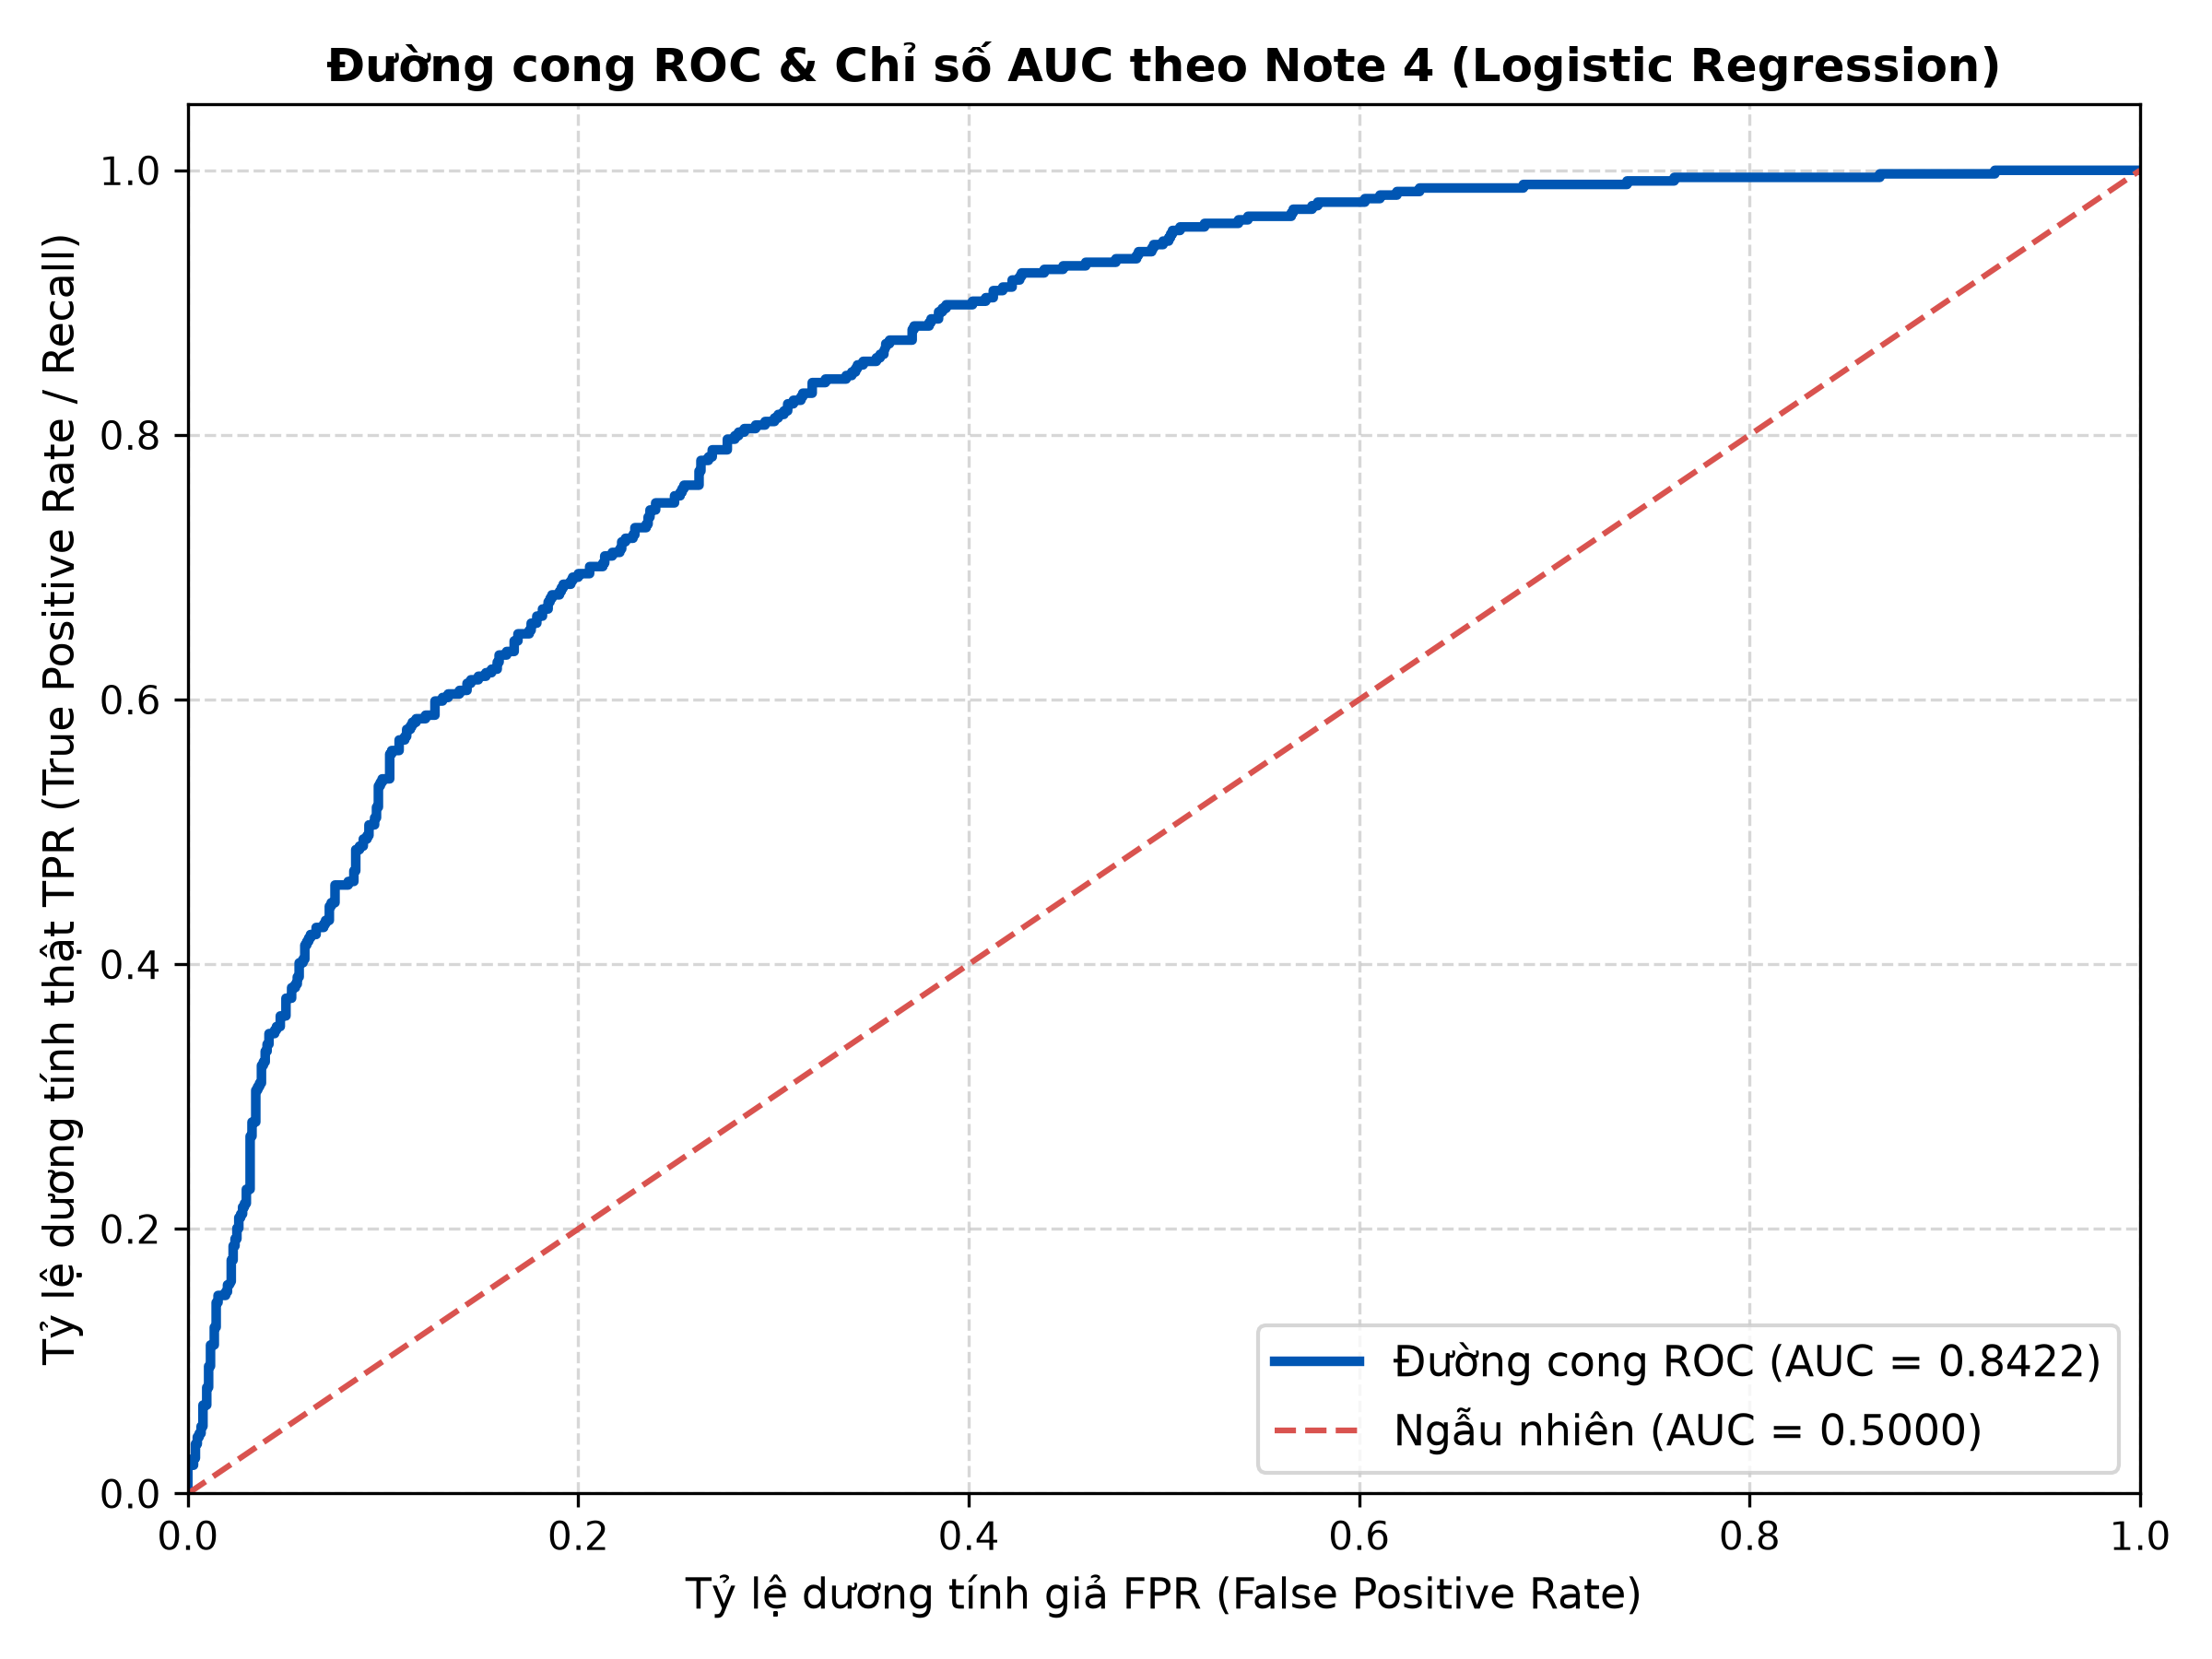 Đường cong ROC & Chỉ số AUC theo Note 4 (Logistic Regression)
Tỷ lệ dương tính thật TPR (True Positive Rate / Recall)
1.0
0.8
0.6
0.4
0.2
0.0
0.0
0.2
0.4
0.6
0.8
1.0
Đường cong ROC (AUC = 0.8422)
Ngẫu nhiên (AUC = 0.5000)
Tỷ lệ dương tính giả FPR (False Positive Rate)